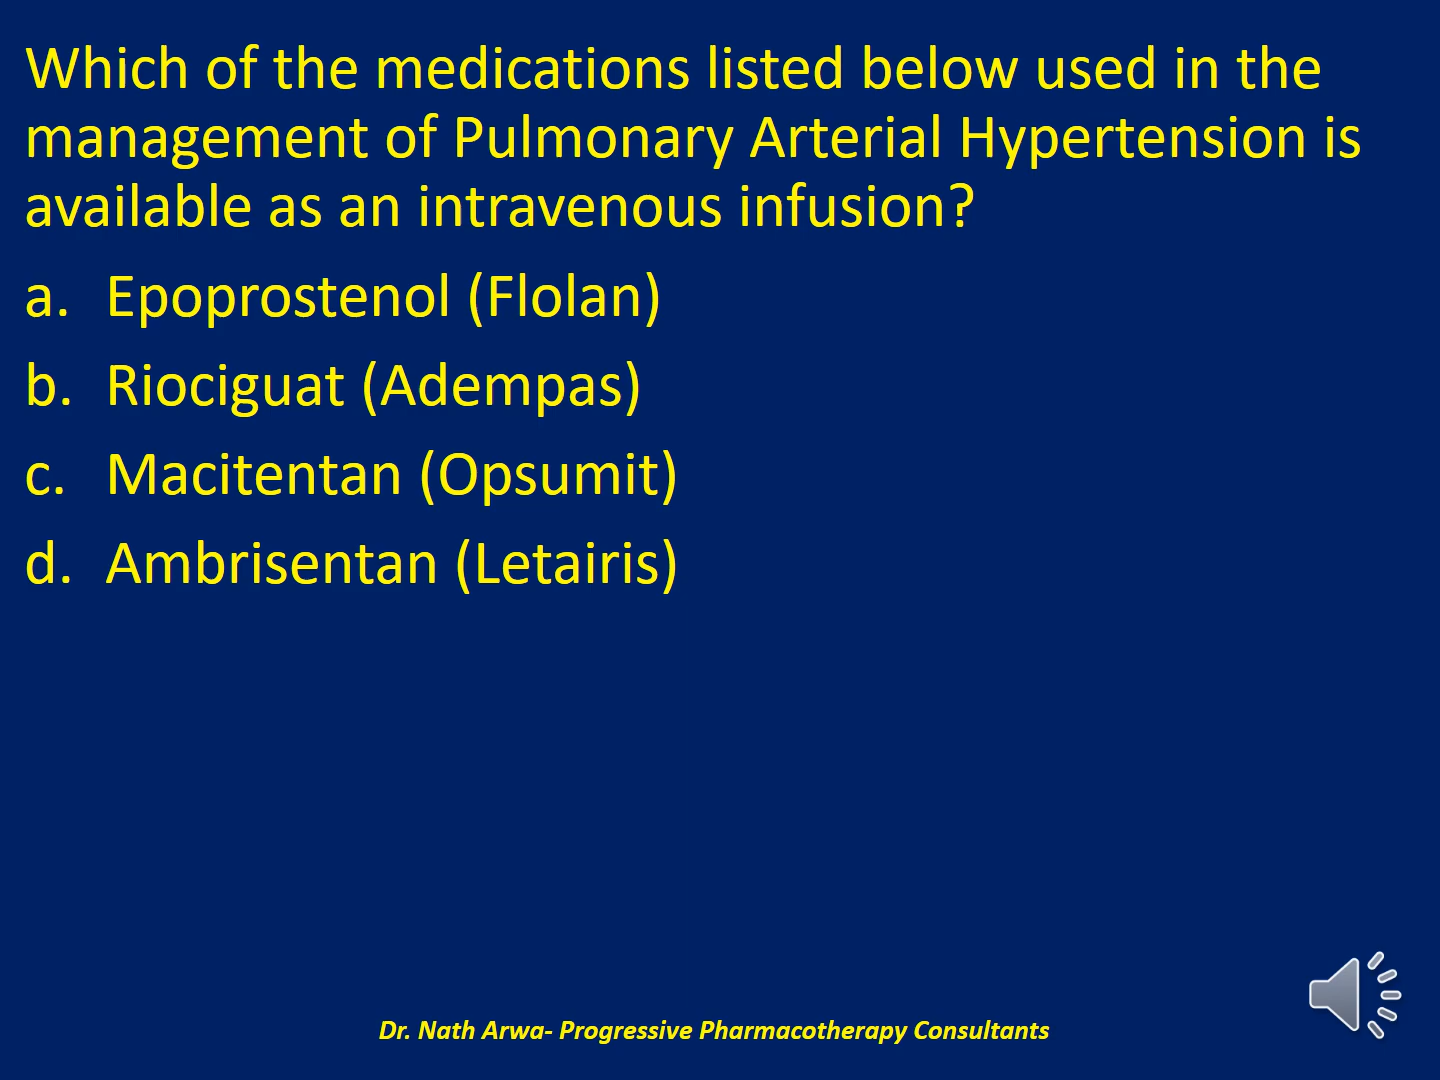 Which of the medications listed below used in the
management of Pulmonary Arterial Hypertension is
available as an intravenous infusion?
a. Epoprostenol (Flolan)
b. Riociguat (Adempas)
c. Macitentan (Opsumit)
d. Ambrisentan (Letairis)
Dr. Nath Arwa- Progressive Pharmacotherapy Consultants